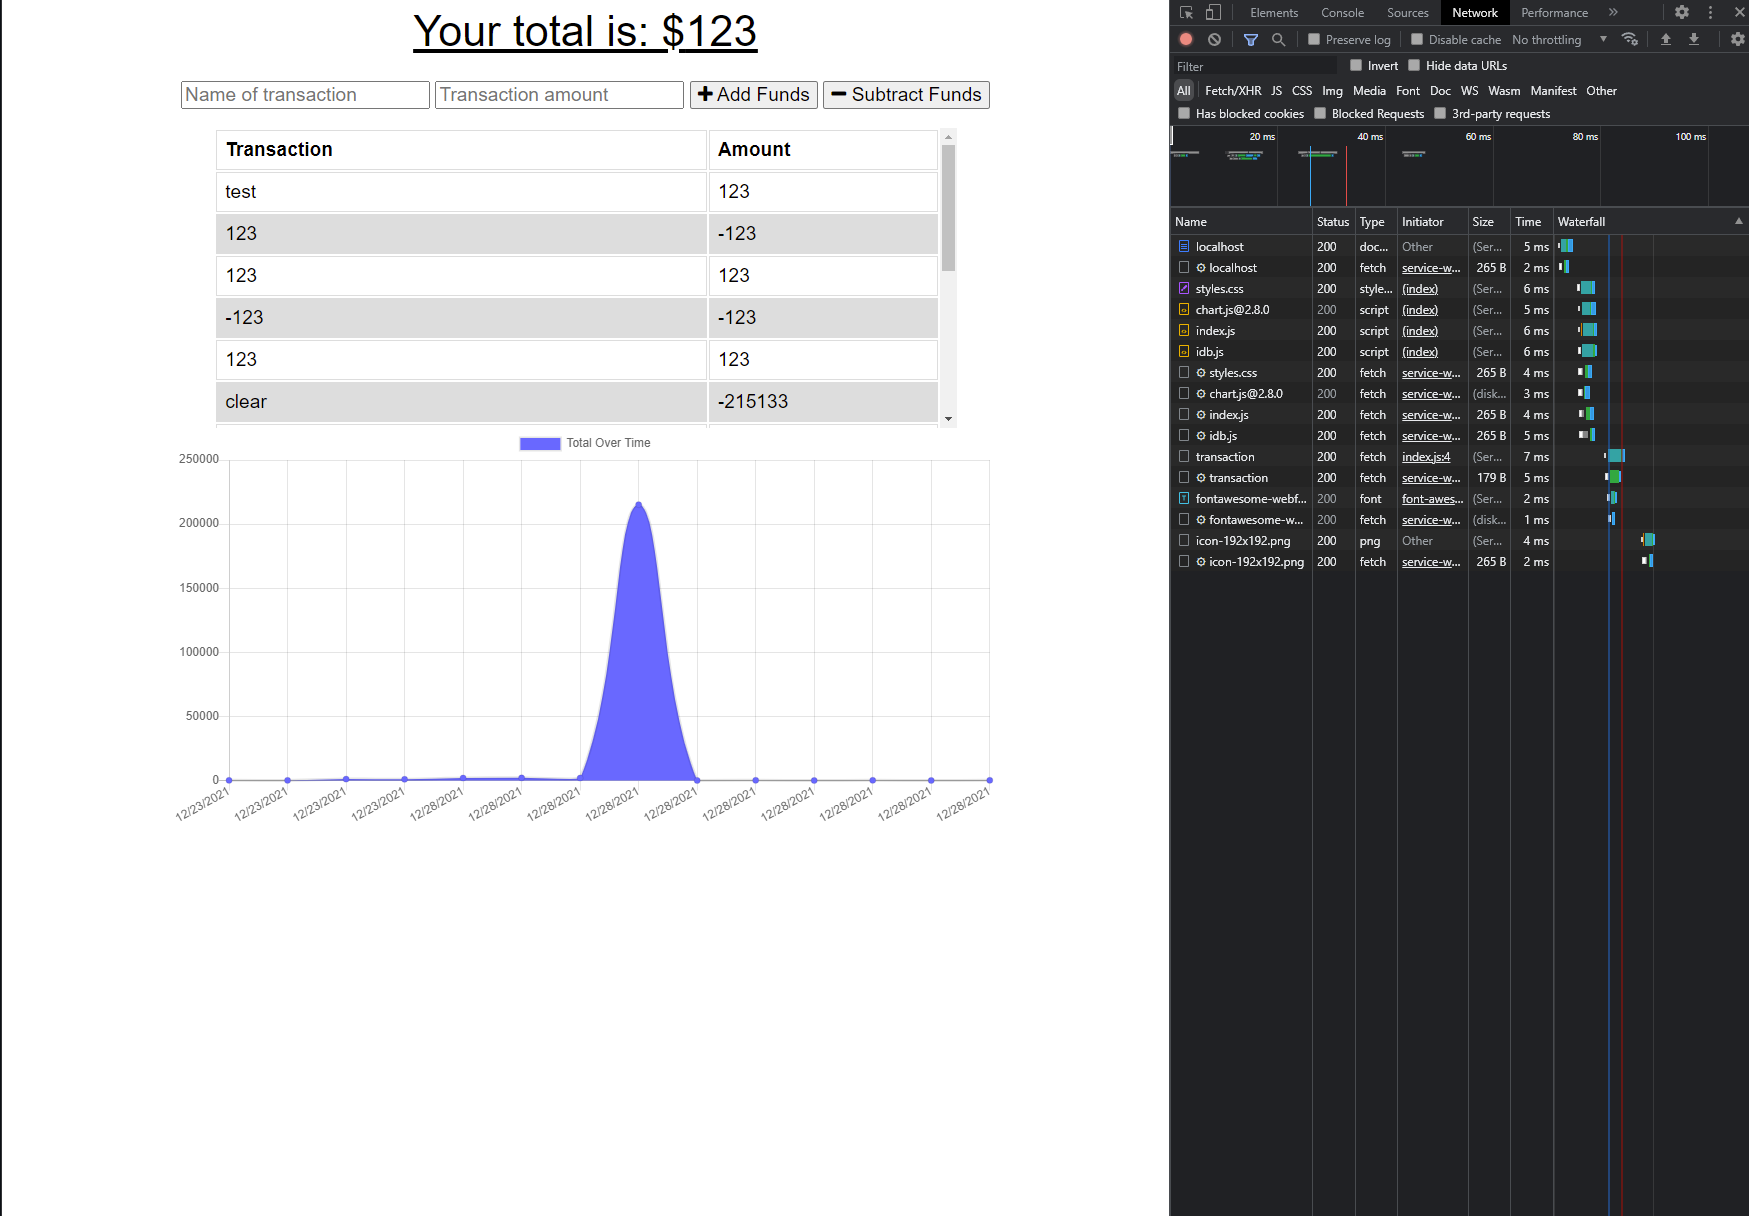 Your total is: $123
Name of transaction Transaction amount Add Funds Subtract Funds
Transaction Amount
test 123
123 -123
123 123
-123 -123
123 123
clear -215133
Total Over Time
250000
200000
150000
100000
50000
0
12/23/2021 12/23/2021 12/23/2021 12/23/2021 12/28/2021 12/28/2021 12/28/2021 12/28/2021 12/28/2021 12/28/2021 12/28/2021 12/28/2021 12/28/2021 12/28/2021
Elements Console Sources Network Performance »
Preserve log Disable cache No throttling
Filter Invert Hide data URLs
All Fetch/XHR JS CSS Img Media Font Doc WS Wasm Manifest Other
Has blocked cookies Blocked Requests 3rd-party requests
20 ms 40 ms 60 ms 80 ms 100 ms
Name Status Type Initiator Size Time Waterfall
localhost 200 doc... Other (Ser... 5 ms
localhost 200 fetch service-w... 265 B 2 ms
styles.css 200 style... (index) (Ser... 6 ms
chart.js@2.8.0 200 script (index) (Ser... 5 ms
index.js 200 script (index) (Ser... 6 ms
idb.js 200 script (index) (Ser... 6 ms
styles.css 200 fetch service-w... 265 B 4 ms
chart.js@2.8.0 200 fetch service-w... (disk... 3 ms
index.js 200 fetch service-w... 265 B 4 ms
idb.js 200 fetch service-w... 265 B 5 ms
transaction 200 fetch index.js:4 (Ser... 7 ms
transaction 200 fetch service-w... 179 B 5 ms
fontawesome-webf... 200 font font-awes... (Ser... 2 ms
fontawesome-w... 200 fetch service-w... (disk... 1 ms
icon-192x192.png 200 png Other (Ser... 4 ms
icon-192x192.png 200 fetch service-w... 265 B 2 ms